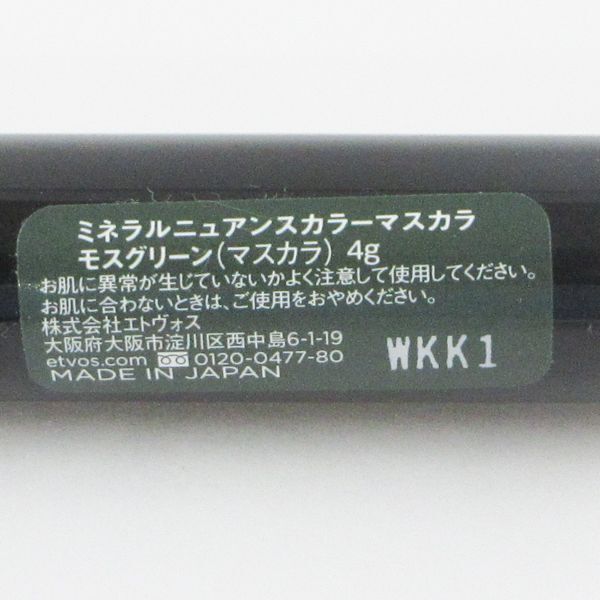 ミネラルニュアンスカラーマスカラ
モスグリーン(マスカラ) 4g
お肌に異常が生じていないかよく注意して使用してください。
お肌に合わないときは、ご使用をおやめください。
株式会社エトヴォス
大阪府大阪市淀川区西中島6-1-19
etvos.com 0120-0477-80
MADE IN JAPAN
WKK1